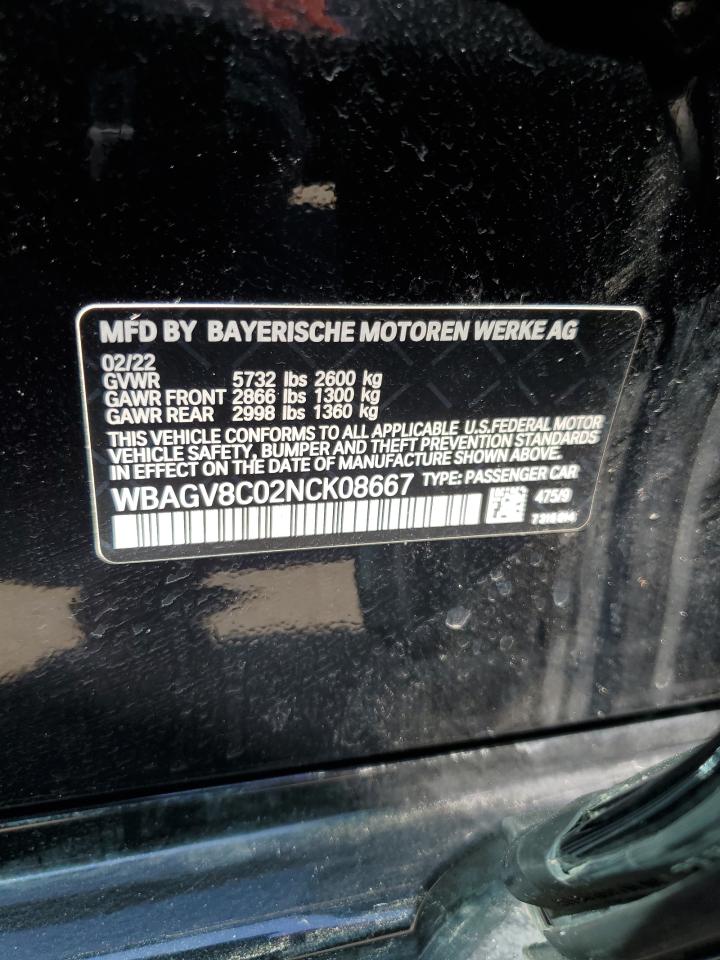 MFD BY BAYERISCHE MOTOREN WERKE AG
02/22
GVWR 5732 lbs 2600 kg
GAWR FRONT 2866 lbs 1300 kg
GAWR REAR 2998 lbs 1360 kg
THIS VEHICLE CONFORMS TO ALL APPLICABLE U.S.FEDERAL MOTOR
VEHICLE SAFETY, BUMPER AND THEFT PREVENTION STANDARDS
IN EFFECT ON THE DATE OF MANUFACTURE SHOWN ABOVE.
WBAGV8C02NCK08667 TYPE: PASSENGER CAR
475/9